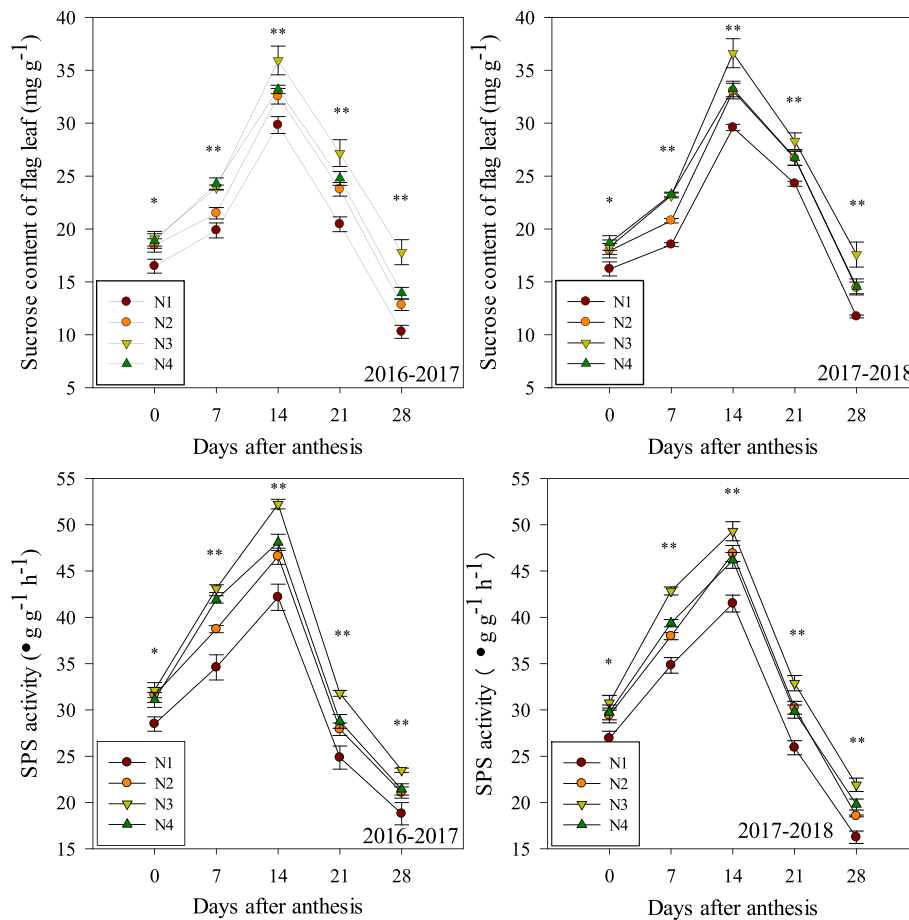 Sucrose content of flag leaf (mg g⁻¹)
40
35
30
25
20
15
10
5
*
**
**
**
**
N1
N2
N3
N4
2016-2017
0 7 14 21 28
Days after anthesis
Sucrose content of flag leaf (mg g⁻¹)
40
35
30
25
20
15
10
5
*
**
**
**
**
N1
N2
N3
N4
2017-2018
0 7 14 21 28
Days after anthesis
SPS activity (•g g⁻¹ h⁻¹)
55
50
45
40
35
30
25
20
15
*
**
**
**
**
N1
N2
N3
N4
2016-2017
0 7 14 21 28
Days after anthesis
SPS activity ( •g g⁻¹ h⁻¹)
55
50
45
40
35
30
25
20
15
*
**
**
**
**
N1
N2
N3
N4
2017-2018
0 7 14 21 28
Days after anthesis